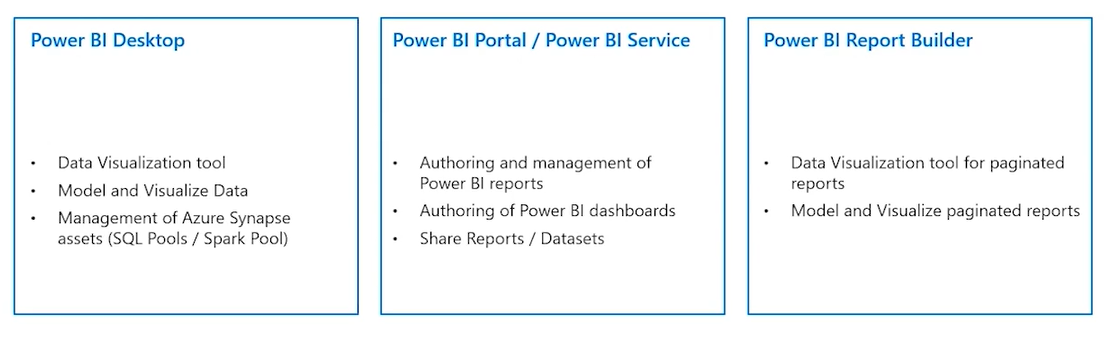 Power BI Desktop
• Data Visualization tool
• Model and Visualize Data
• Management of Azure Synapse
assets (SQL Pools / Spark Pool)
Power BI Portal / Power BI Service
• Authoring and management of
Power BI reports
• Authoring of Power BI dashboards
• Share Reports / Datasets
Power BI Report Builder
• Data Visualization tool for paginated
reports
• Model and Visualize paginated reports